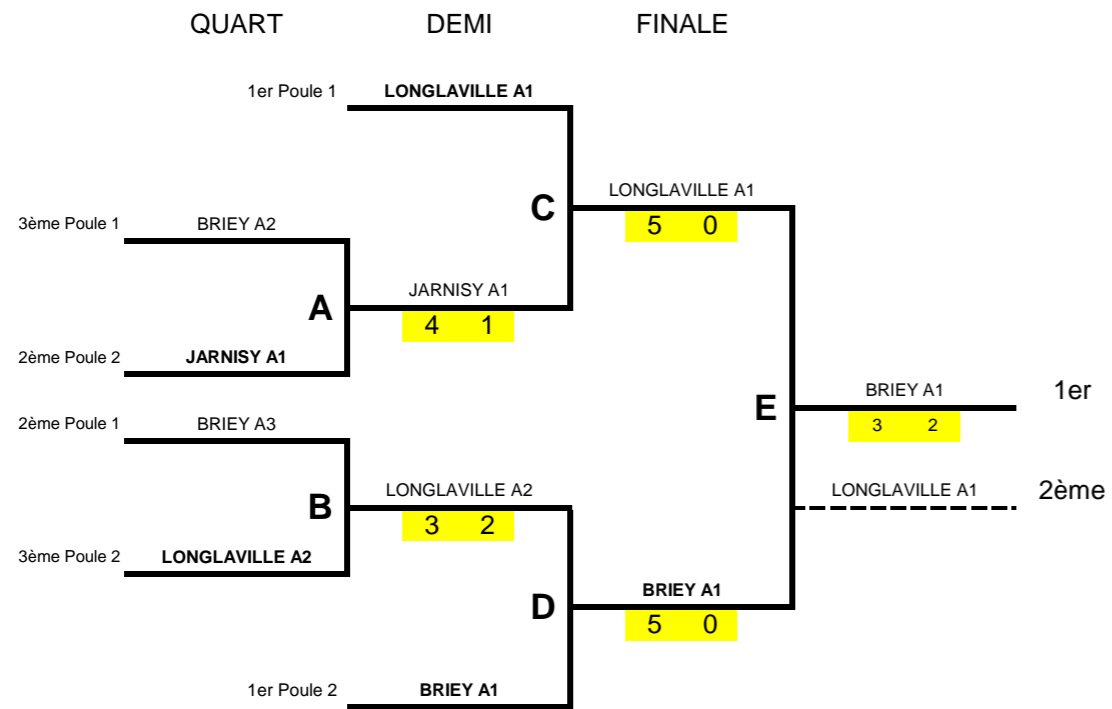 QUART DEMI FINALE
1er Poule 1 LONGLAVILLE A1
LONGLAVILLE A1
C
5 0
3ème Poule 1 BRIEY A2
JARNISY A1
A
4 1
2ème Poule 2 JARNISY A1
BRIEY A1 1er
E
3 2
2ème Poule 1 BRIEY A3
LONGLAVILLE A2
LONGLAVILLE A1 2ème
B
3 2
3ème Poule 2 LONGLAVILLE A2
BRIEY A1
D
5 0
1er Poule 2 BRIEY A1